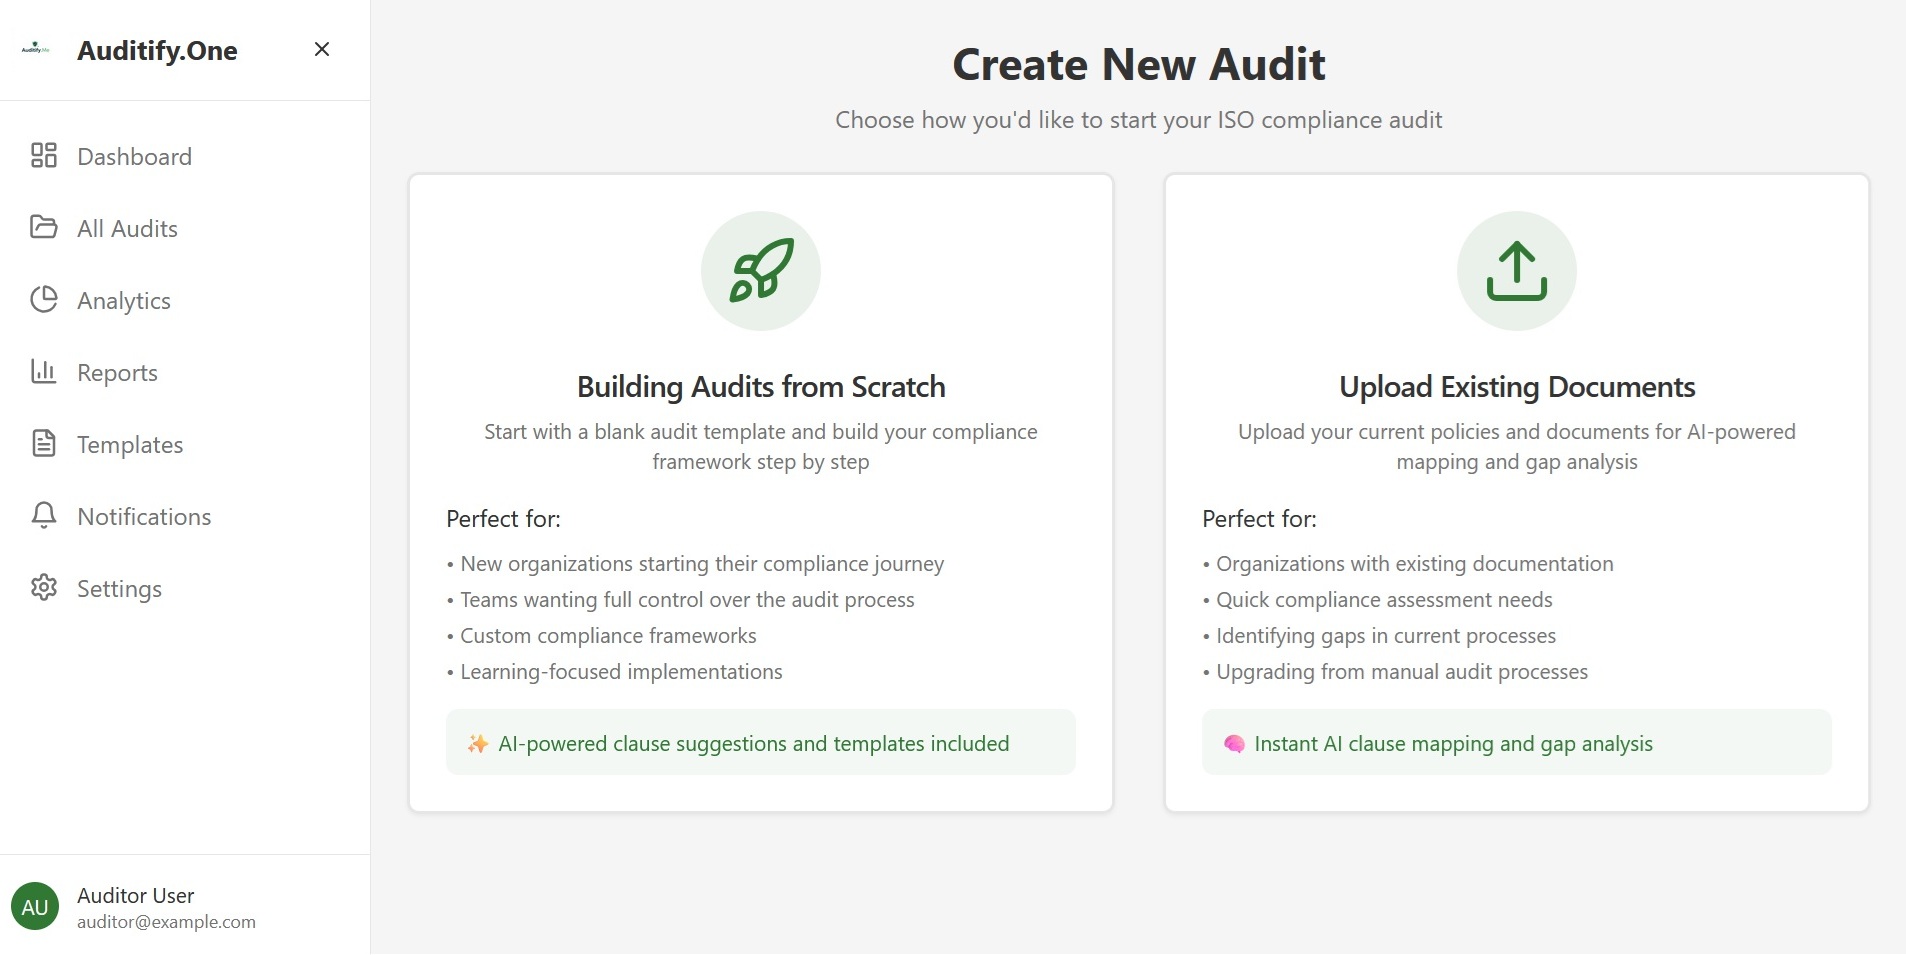 Auditify.Me
Auditify.One
Dashboard
All Audits
Analytics
Reports
Templates
Notifications
Settings
AU
Auditor User
auditor@example.com
Create New Audit
Choose how you'd like to start your ISO compliance audit
Building Audits from Scratch
Start with a blank audit template and build your compliance
framework step by step
Perfect for:
• New organizations starting their compliance journey
• Teams wanting full control over the audit process
• Custom compliance frameworks
• Learning-focused implementations
✨ AI-powered clause suggestions and templates included
Upload Existing Documents
Upload your current policies and documents for AI-powered
mapping and gap analysis
Perfect for:
• Organizations with existing documentation
• Quick compliance assessment needs
• Identifying gaps in current processes
• Upgrading from manual audit processes
🧠 Instant AI clause mapping and gap analysis